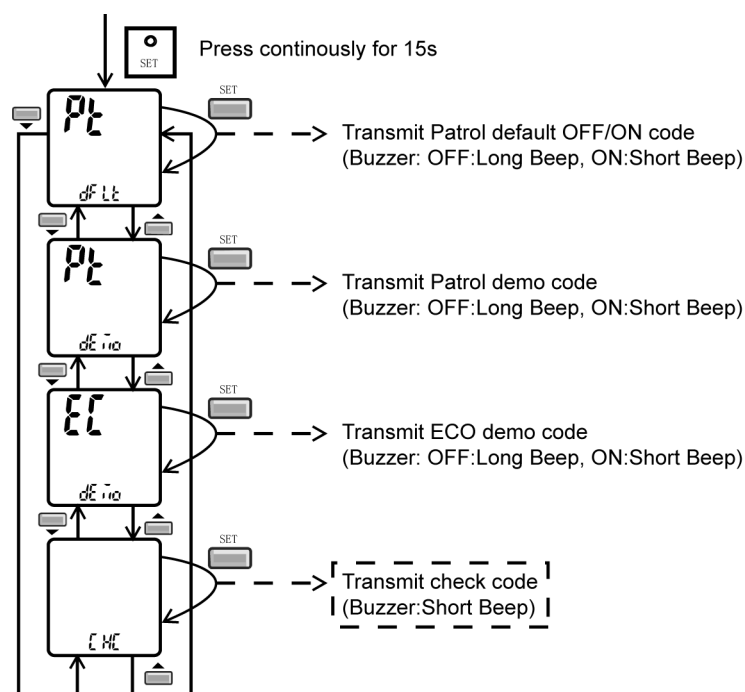 SET
Press continously for 15s
Pt
dFLt
SET
Transmit Patrol default OFF/ON code
(Buzzer: OFF:Long Beep, ON:Short Beep)
Pt
dEmo
SET
Transmit Patrol demo code
(Buzzer: OFF:Long Beep, ON:Short Beep)
EC
dEmo
SET
Transmit ECO demo code
(Buzzer: OFF:Long Beep, ON:Short Beep)
CHC
SET
Transmit check code
(Buzzer:Short Beep)